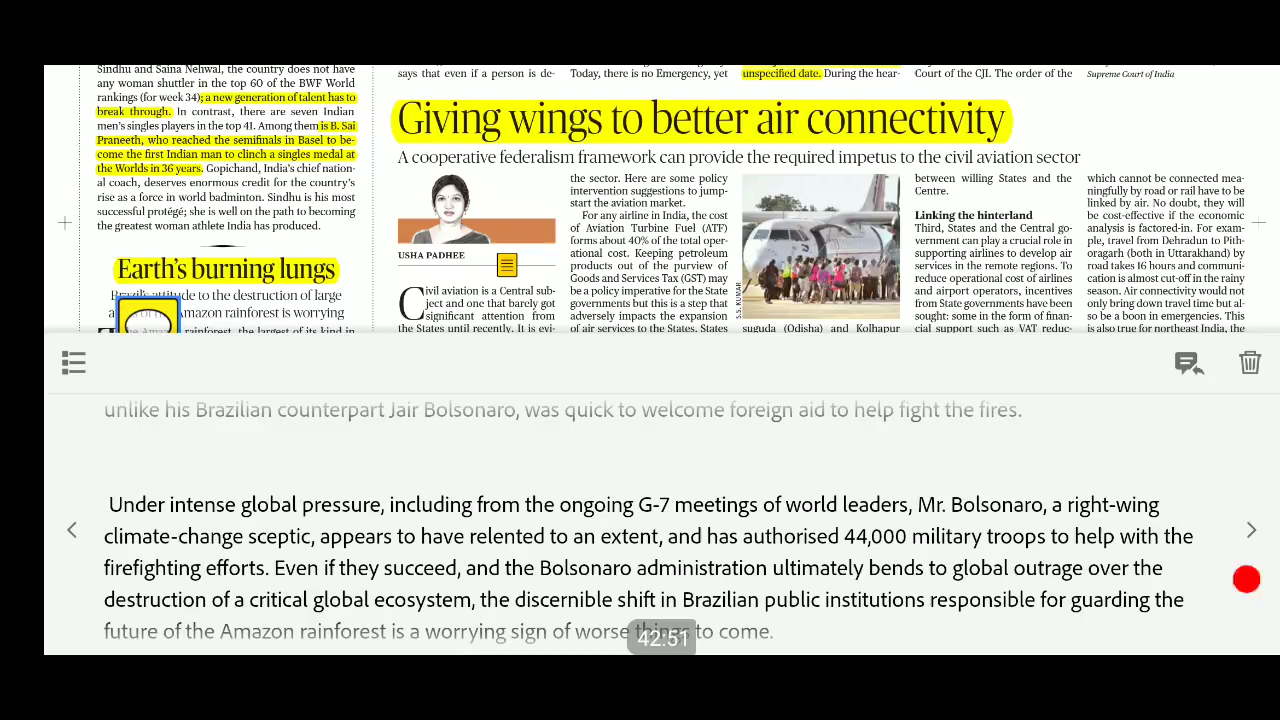 Sindhu and Saina Nehwal, the country does not have
any woman shuttler in the top 60 of the BWF World
rankings (for week 34); a new generation of talent has to
break through. In contrast, there are seven Indian
men's singles players in the top 41. Among them is B. Sai
Praneeth, who reached the semifinals in Basel to be-
come the first Indian man to clinch a singles medal at
the Worlds in 36 years. Gopichand, India's chief nation-
al coach, deserves enormous credit for the country's
rise as a force in world badminton. Sindhu is his most
successful protégé; she is well on the path to becoming
the greatest woman athlete India has produced.
Earth's burning lungs
Brazil's attitude to the destruction of large
Amazon rainforest is worrying
rainforest, the largest of its kind in
says that even if a person is de-
Today, there is no Emergency, yet
unspecified date. During the hear-
Court of the CJI. The order of the
Supreme Court of India
Giving wings to better air connectivity
A cooperative federalism framework can provide the required impetus to the civil aviation sector
USHA PADHEE
Civil aviation is a Central sub-
ject and one that barely got
significant attention from
the States until recently. It is evi-
the sector. Here are some policy
intervention suggestions to jump-
start the aviation market.
For any airline in India, the cost
of Aviation Turbine Fuel (ATF)
forms about 40% of the total oper-
ational cost. Keeping petroleum
products out of the purview of
Goods and Services Tax (GST) may
be a policy imperative for the State
governments but this is a step that
adversely impacts the expansion
of air services to the States. States
S.S. KUMAR
suguda (Odisha) and Kolhapur
between willing States and the
Centre.
Linking the hinterland
Third, States and the Central go-
vernment can play a crucial role in
supporting airlines to develop air
services in the remote regions. To
reduce operational cost of airlines
and airport operators, incentives
from State governments have been
sought: some in the form of finan-
cial support such as VAT reduc-
which cannot be connected mea-
ningfully by road or rail have to be
linked by air. No doubt, they will
be cost-effective if the economic
analysis is factored-in. For exam-
ple, travel from Dehradun to Pith-
oragarh (both in Uttarakhand) by
road takes 16 hours and communi-
cation is almost cut-off in the rainy
season. Air connectivity would not
only bring down travel time but al-
so be a boon in emergencies. This
is also true for northeast India, the
unlike his Brazilian counterpart Jair Bolsonaro, was quick to welcome foreign aid to help fight the fires.
Under intense global pressure, including from the ongoing G-7 meetings of world leaders, Mr. Bolsonaro, a right-wing
climate-change sceptic, appears to have relented to an extent, and has authorised 44,000 military troops to help with the
firefighting efforts. Even if they succeed, and the Bolsonaro administration ultimately bends to global outrage over the
destruction of a critical global ecosystem, the discernible shift in Brazilian public institutions responsible for guarding the
future of the Amazon rainforest is a worrying sign of worse things to come.
42:51